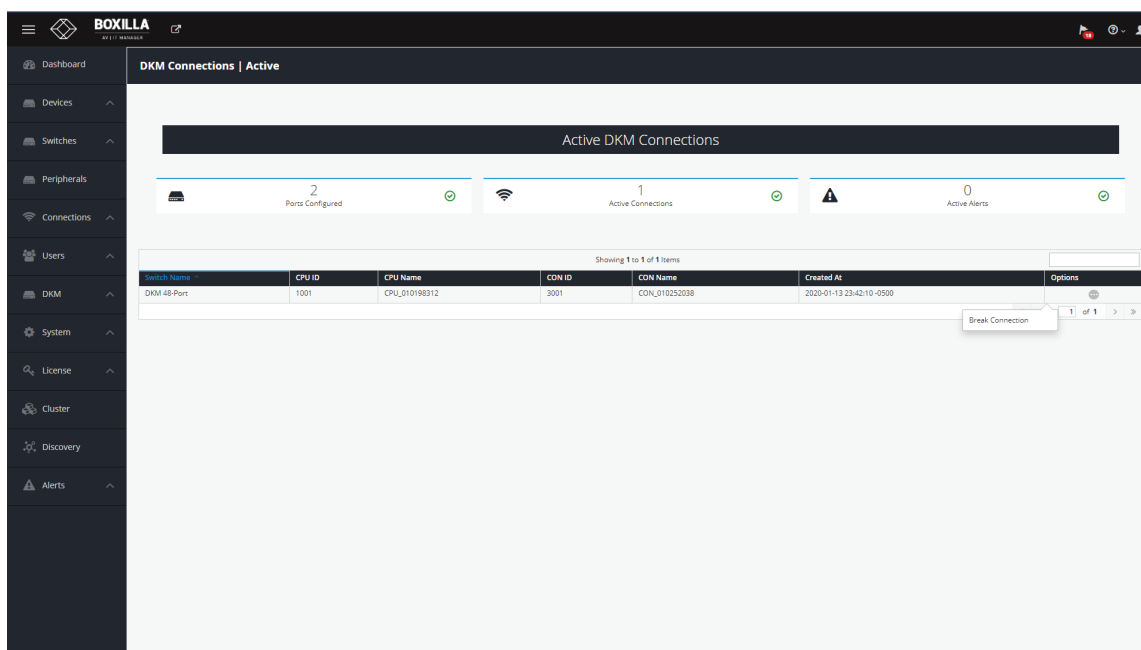 BOXILLA
AV | IT MANAGER
18
Dashboard
Devices
Switches
Peripherals
Connections
Users
DKM
System
License
Cluster
Discovery
Alerts
DKM Connections | Active
Active DKM Connections
2
Ports Configured
1
Active Connections
0
Active Alerts
Showing 1 to 1 of 1 Items
Switch Name CPU ID CPU Name CON ID CON Name Created At Options
DKM 48-Port 1001 CPU_010198312 3001 CON_010252038 2020-01-13 23:42:10 -0500
Break Connection
1 of 1